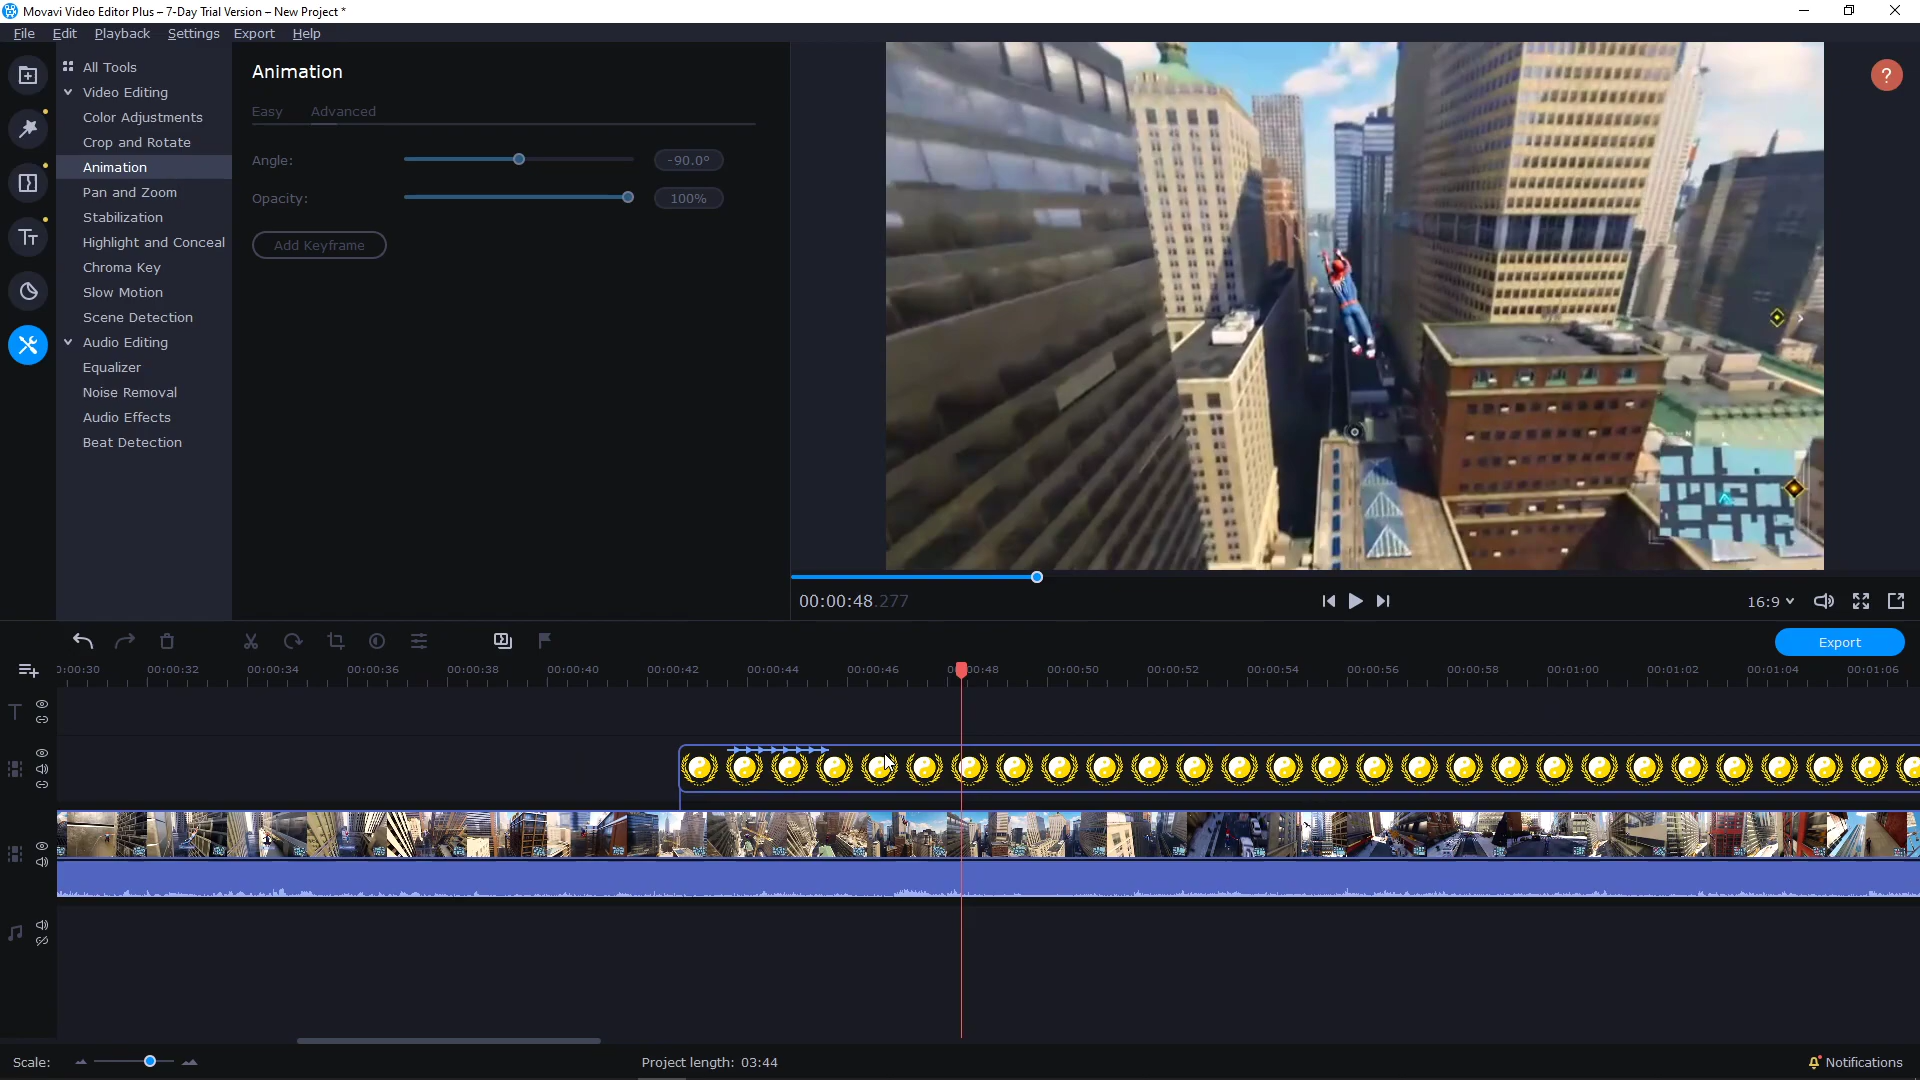 Movavi Video Editor Plus – 7-Day Trial Version – New Project *
File Edit Playback Settings Export Help
All Tools
Video Editing
Color Adjustments
Crop and Rotate
Animation
Pan and Zoom
Stabilization
Highlight and Conceal
Chroma Key
Slow Motion
Scene Detection
Audio Editing
Equalizer
Noise Removal
Audio Effects
Beat Detection
Animation
Easy Advanced
Angle: -90.0°
Opacity: 100%
Add Keyframe
?
00:00:48.277
16:9
Export
00:00:32 00:00:34 00:00:36 00:00:38 00:00:40 00:00:42 00:00:44 00:00:46 00:00:50 00:00:52 00:00:54 00:00:56 00:00:58 00:01:00 00:01:02 00:01:04 00:01:06
Scale:
Project length: 03:44
Notifications